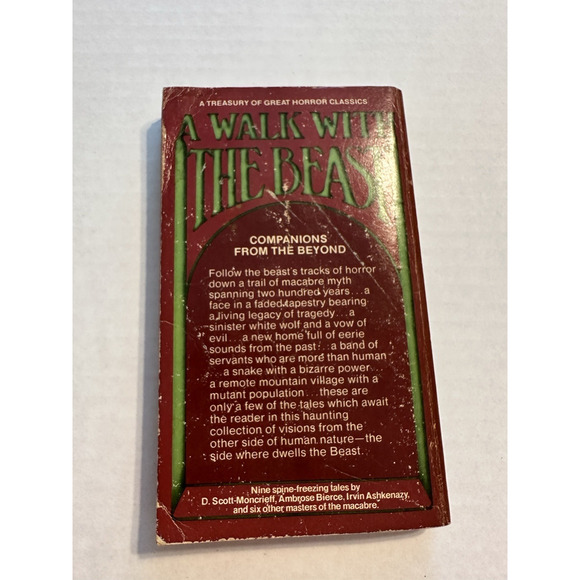 A TREASURY OF GREAT HORROR CLASSICS
A WALK WITH
THE BEAST
COMPANIONS
FROM THE BEYOND
Follow the beast's tracks of horror
down a trail of macabre myth
spanning two hundred years...a
face in a faded tapestry bearing
a living legacy of tragedy...a
sinister white wolf and a vow of
evil...a new home full of eerie
sounds from the past...a band of
servants who are more than human
...a snake with a bizarre power...
a remote mountain village with a
mutant population...these are
only a few of the tales which await
the reader in this haunting
collection of visions from the
other side of human nature—the
side where dwells the Beast...
Nine spine-freezing tales by
D. Scott-Moncrieff, Ambrose Bierce, Irvin Ashkenazy,
and six other masters of the macabre.